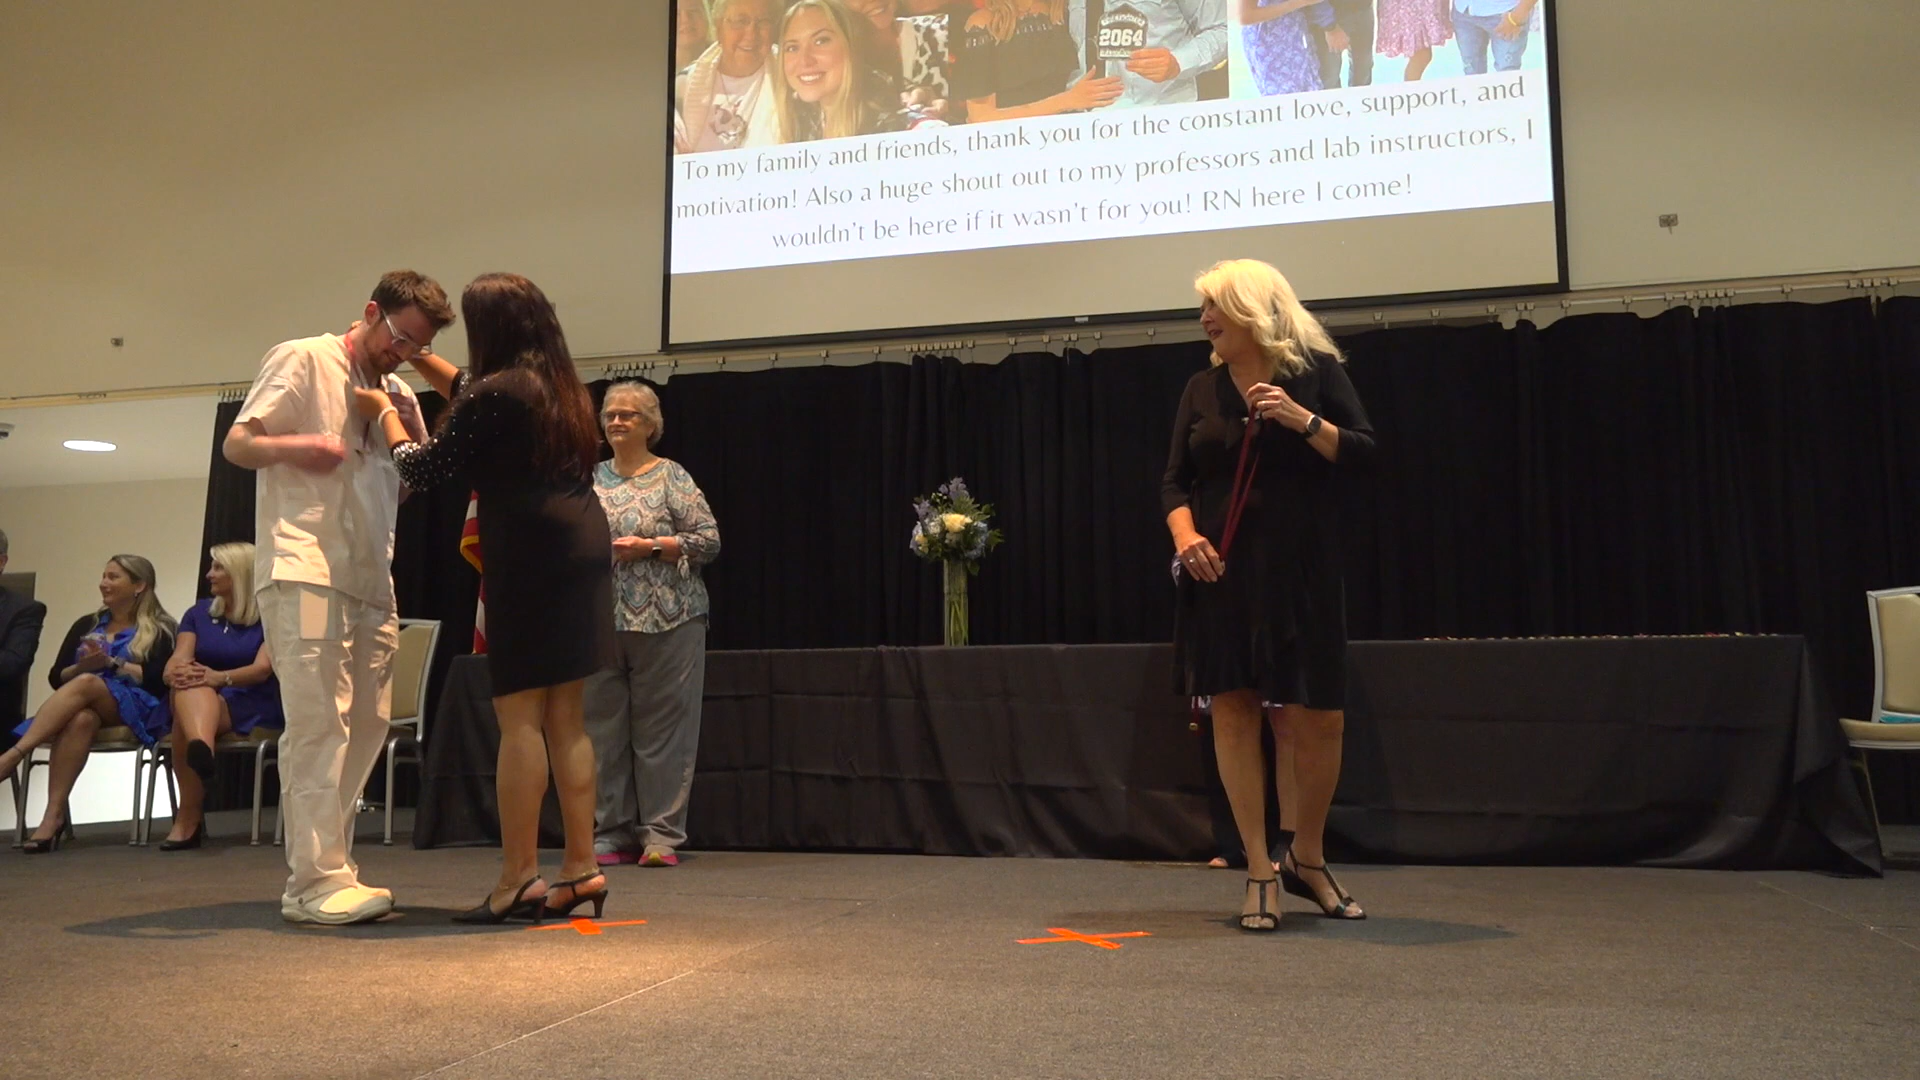 2064
To my family and friends, thank you for the constant love, support, and
motivation! Also a huge shout out to my professors and lab instructors, I
wouldn't be here if it wasn't for you! RN here I come!